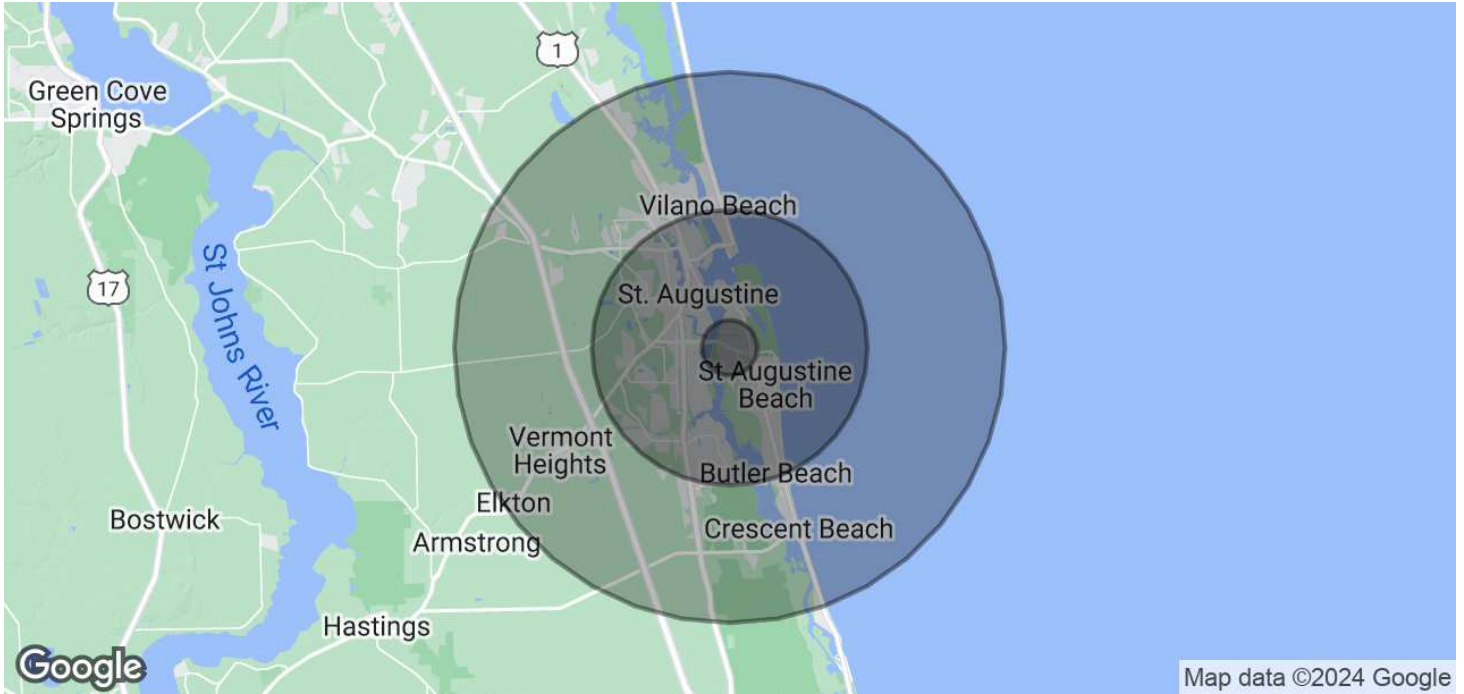 1
Green Cove
Springs
Vilano Beach
17
St Johns River
St. Augustine
St Augustine
Beach
Vermont
Heights
Butler Beach
Elkton
Bostwick
Armstrong
Crescent Beach
Hastings
Google
Map data ©2024 Google